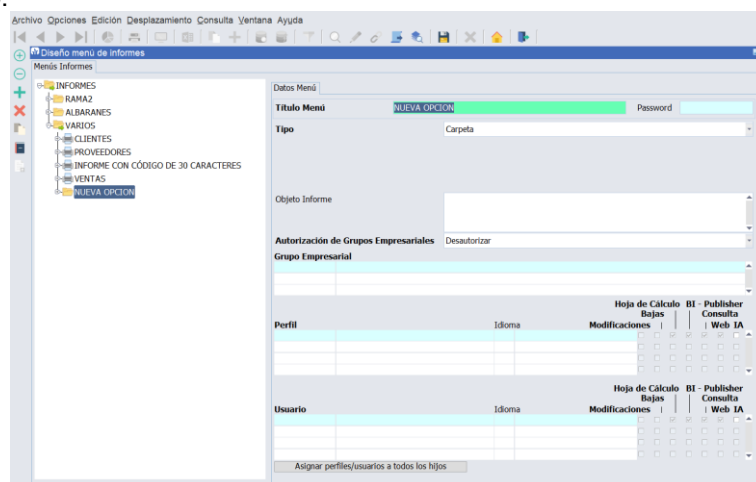 Archivo Opciones Edición Desplazamiento Consulta Ventana Ayuda
Diseño menú de informes
Menús Informes
INFORMES
RAMA2
ALBARANES
VARIOS
CLIENTES
PROVEEDORES
INFORME CON CÓDIGO DE 30 CARACTERES
VENTAS
NUEVA OPCION
Datos Menú
Título Menú NUEVA OPCION Password
Tipo Carpeta
Objeto Informe
Autorización de Grupos Empresariales Desautorizar
Grupo Empresarial
Hoja de Cálculo BI - Publisher
Bajas Consulta
Perfil Idioma Modificaciones Web IA
Hoja de Cálculo BI - Publisher
Bajas Consulta
Usuario Idioma Modificaciones Web IA
Asignar perfiles/usuarios a todos los hijos